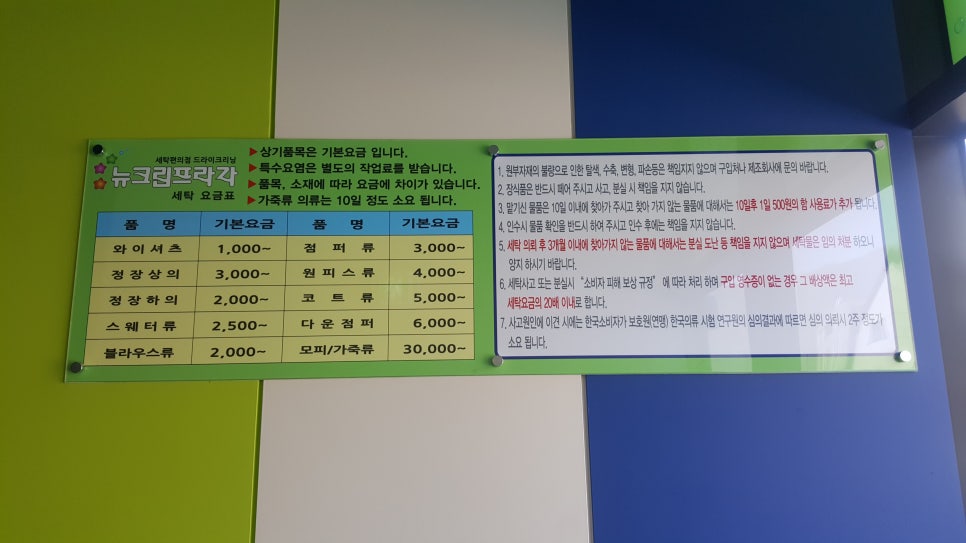 세탁편의점 드라이크리닝
뉴크린프라자
세탁 요금표
▶상기품목은 기본요금 입니다.
▶특수요염은 별도의 작업료를 받습니다.
▶품목, 소재에 따라 요금에 차이가 있습니다.
▶가죽류 의류는 10일 정도 소요 됩니다.
품 명 기본요금 품 명 기본요금
와이셔츠 1,000~ 점 퍼 류 3,000~
정장상의 3,000~ 원피스류 4,000~
정장하의 2,000~ 코 트 류 5,000~
스웨터류 2,500~ 다운점퍼 6,000~
블라우스류 2,000~ 모피/가죽류 30,000~
1. 원부자재의 불량으로 인한 탈색, 수축, 변형, 파손등은 책임지지 않으며 구입처나 제조회사에 문의 바랍니다.
2. 장식품은 반드시 떼어 주시고 사고, 분실 시 책임을 지지 않습니다.
3. 맡기신 물품은 10일 이내에 찾아가 주시고 찾아 가지 않는 물품에 대해서는 10일후 1일 500원의 함 사용료가 추가 됩니다.
4. 인수시 물품 확인을 반드시 하여 주시고 인수 후에는 책임을 지지 않습니다.
5. 세탁 의뢰 후 3개월 이내에 찾아가지 않는 물품에 대해서는 분실 도난 등 책임을 지지 않으며 세탁물은 임의 처분 하오니
양지 하시기 바랍니다.
6. 세탁사고 또는 분실시 "소비자 피해 보상 규정" 에 따라 처리 하며 구입 영수증이 없는 경우 그 배상액은 최고
세탁요금의 20배 이내로 합니다.
7. 사고원인에 이견 시에는 한국소비자가 보호원(연맹) 한국의류 시험 연구원의 심의결과에 따르며 심의 의뢰시 2주 정도가
소요 됩니다.